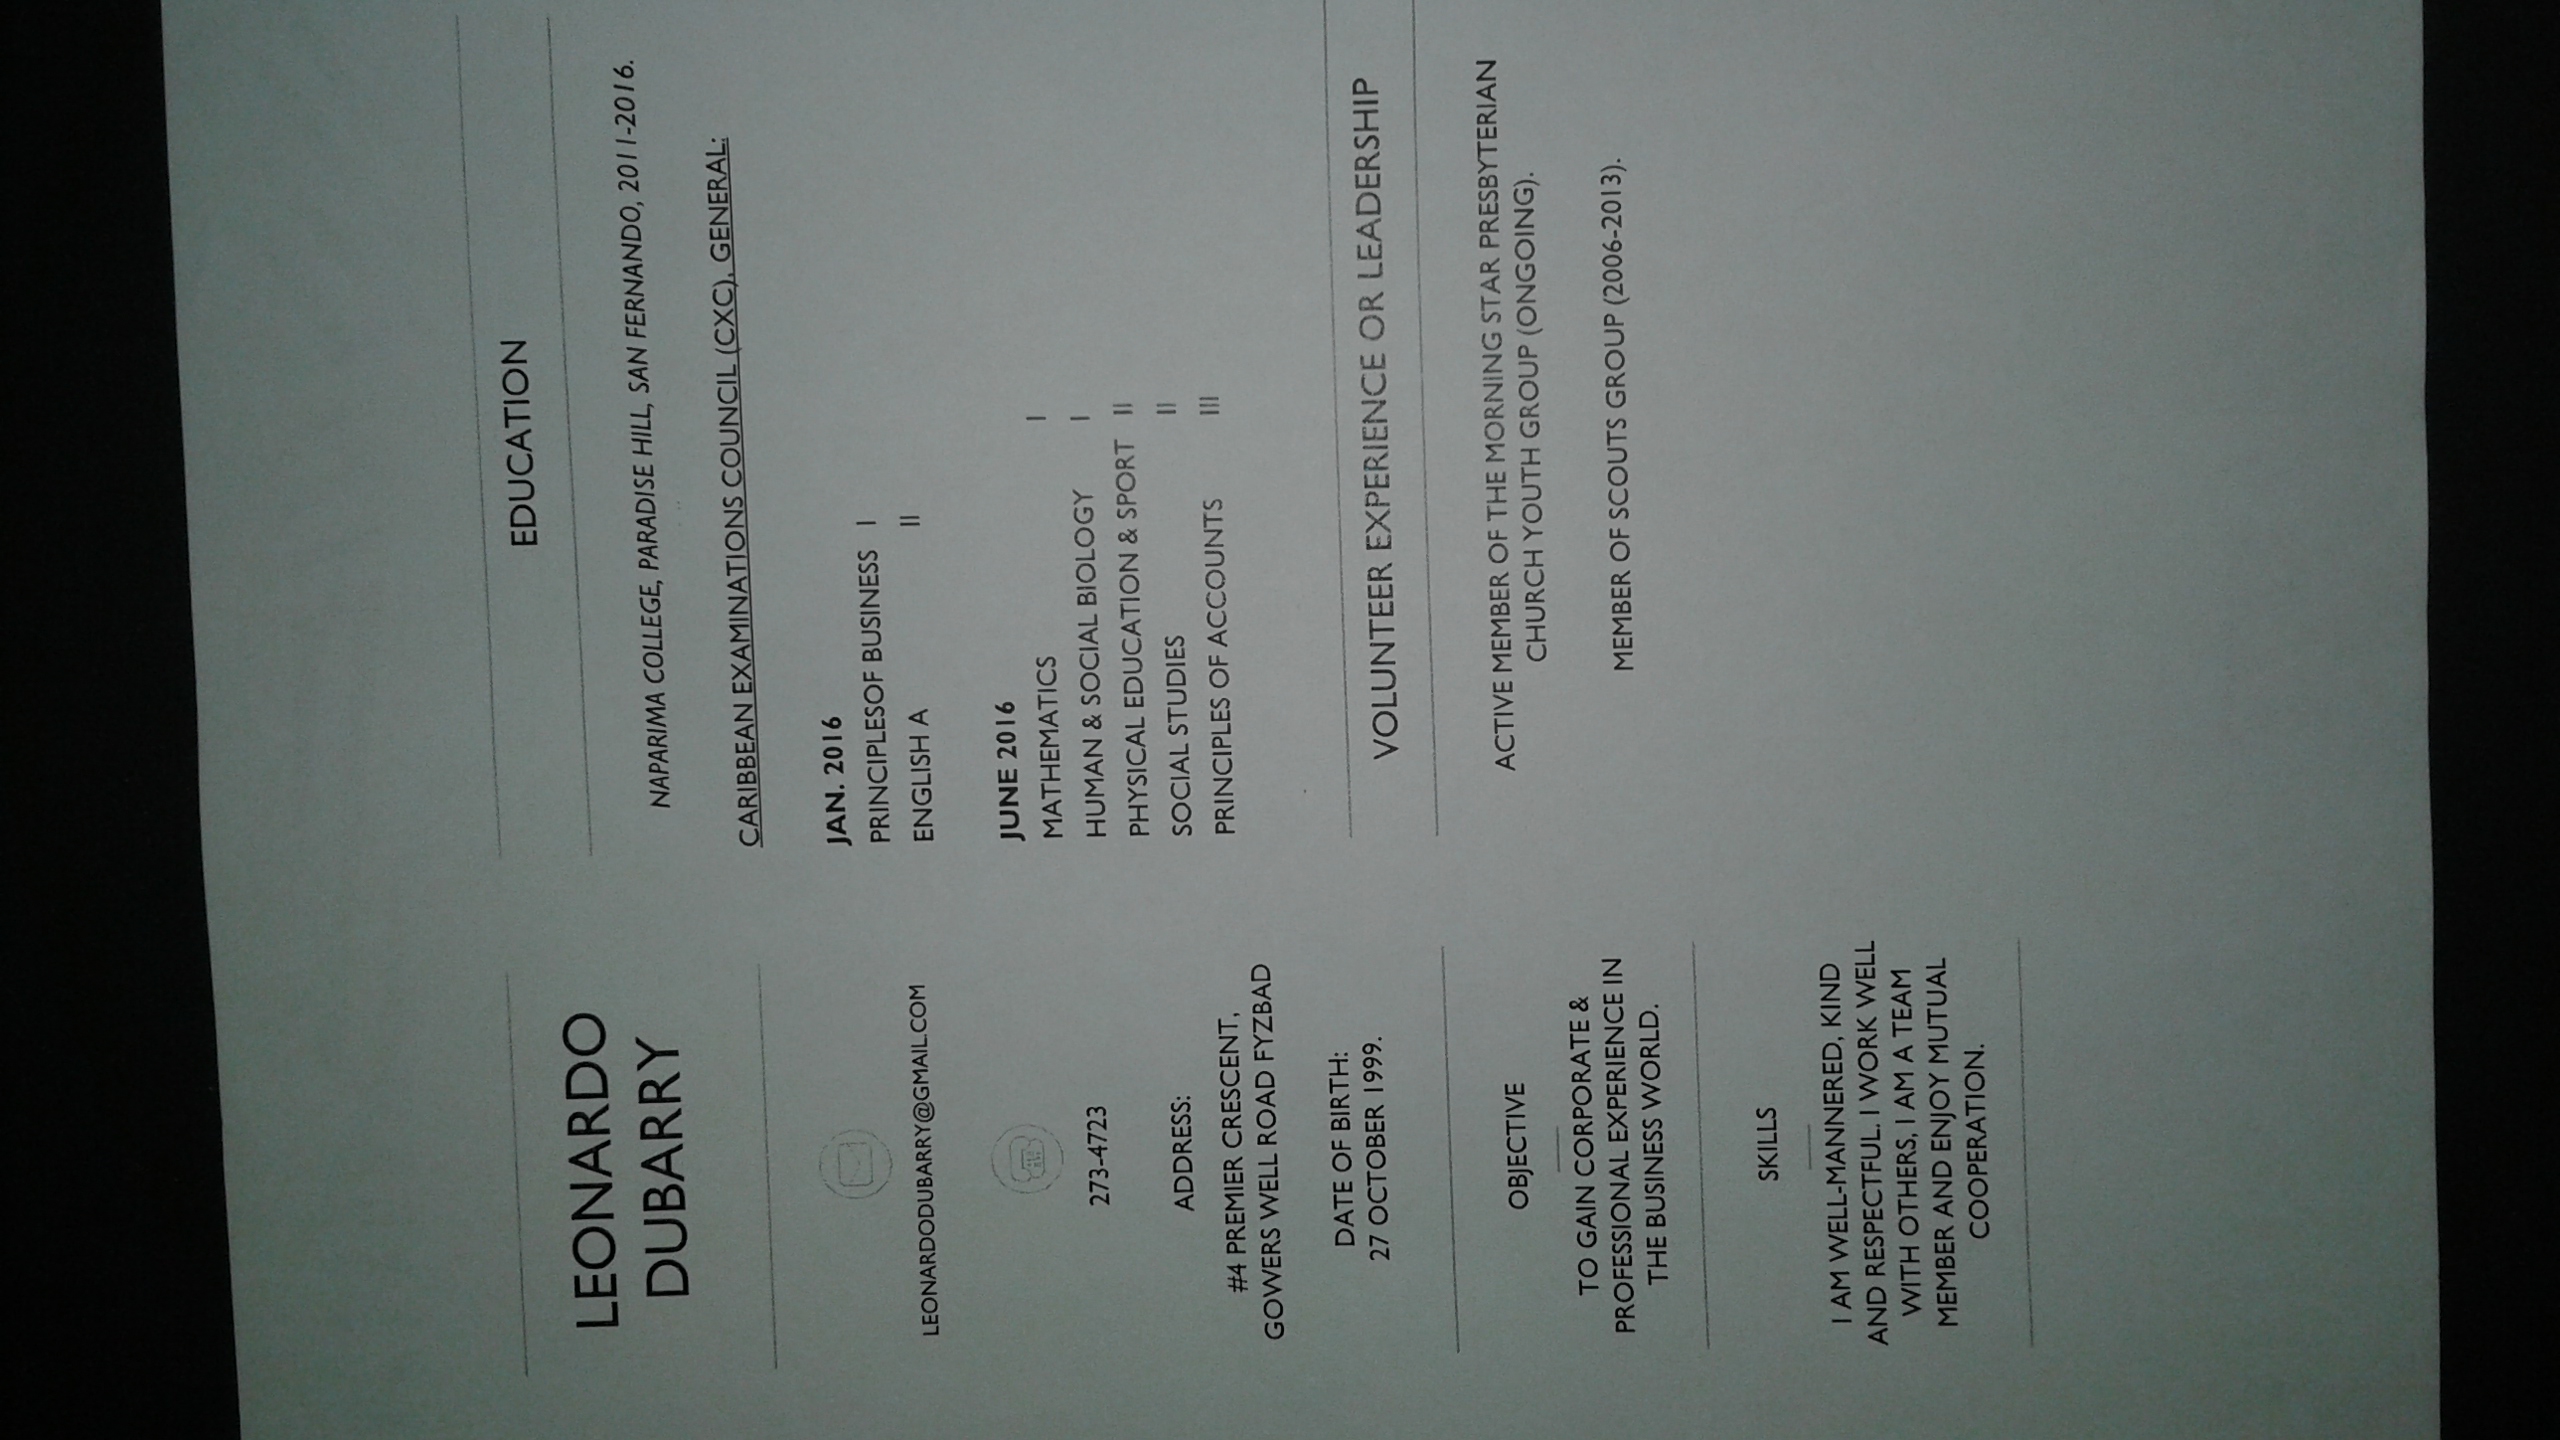 LEONARDO
DUBARRY
LEONARDODUBARRY@GMAIL.COM
273-4723
ADDRESS:
#4 PREMIER CRESCENT,
GOWERS WELL ROAD FYZBAD
DATE OF BIRTH:
27 OCTOBER 1999.
OBJECTIVE
TO GAIN CORPORATE &
PROFESSIONAL EXPERIENCE IN
THE BUSINESS WORLD.
SKILLS
I AM WELL-MANNERED, KIND
AND RESPECTFUL. I WORK WELL
WITH OTHERS, I AM A TEAM
MEMBER AND ENJOY MUTUAL
COOPERATION.
EDUCATION
NAPARIMA COLLEGE, PARADISE HILL, SAN FERNANDO, 2011-2016.
CARIBBEAN EXAMINATIONS COUNCIL (CXC), GENERAL:
JAN. 2016
PRINCIPLESOF BUSINESS I
ENGLISH A II
JUNE 2016
MATHEMATICS I
HUMAN & SOCIAL BIOLOGY I
PHYSICAL EDUCATION & SPORT II
SOCIAL STUDIES II
PRINCIPLES OF ACCOUNTS III
VOLUNTEER EXPERIENCE OR LEADERSHIP
ACTIVE MEMBER OF THE MORNING STAR PRESBYTERIAN
CHURCH YOUTH GROUP (ONGOING).
MEMBER OF SCOUTS GROUP (2006-2013).